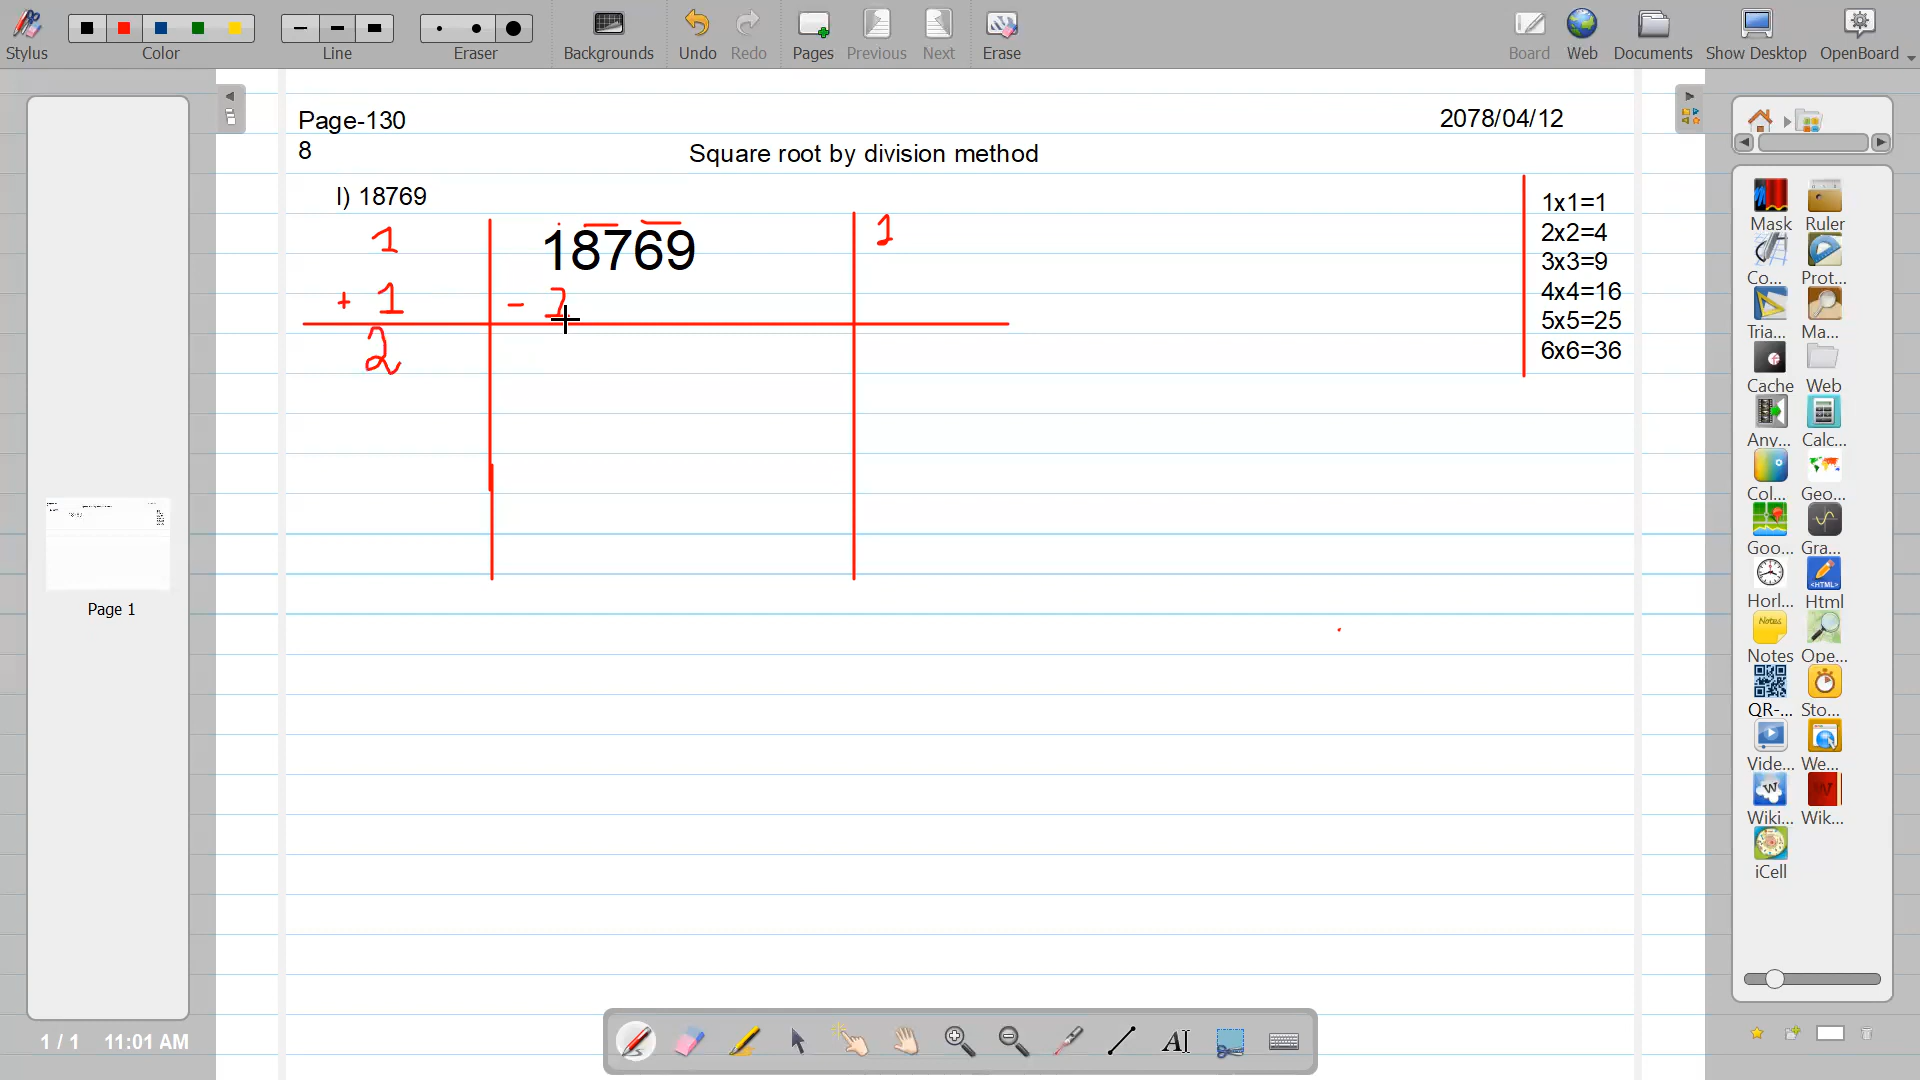 Stylus Color Line Eraser Backgrounds Undo Redo Pages Previous Next Erase Board Web Documents Show Desktop OpenBoard
Page-130 2078/04/12
8 Square root by division method
I) 18769
1 18769 1
+ 1 - 1
2
1x1=1
2x2=4
3x3=9
4x4=16
5x5=25
6x6=36
Page 1
1 / 1 11:01 AM
Mask Ruler
Co... Prot...
Tria... Ma...
Cache Web
Any... Calc...
Col... Geo...
Goo... Gra...
Horl... Html
Notes Ope...
QR-... Sto...
Vide... We...
Wiki... Wik...
iCell